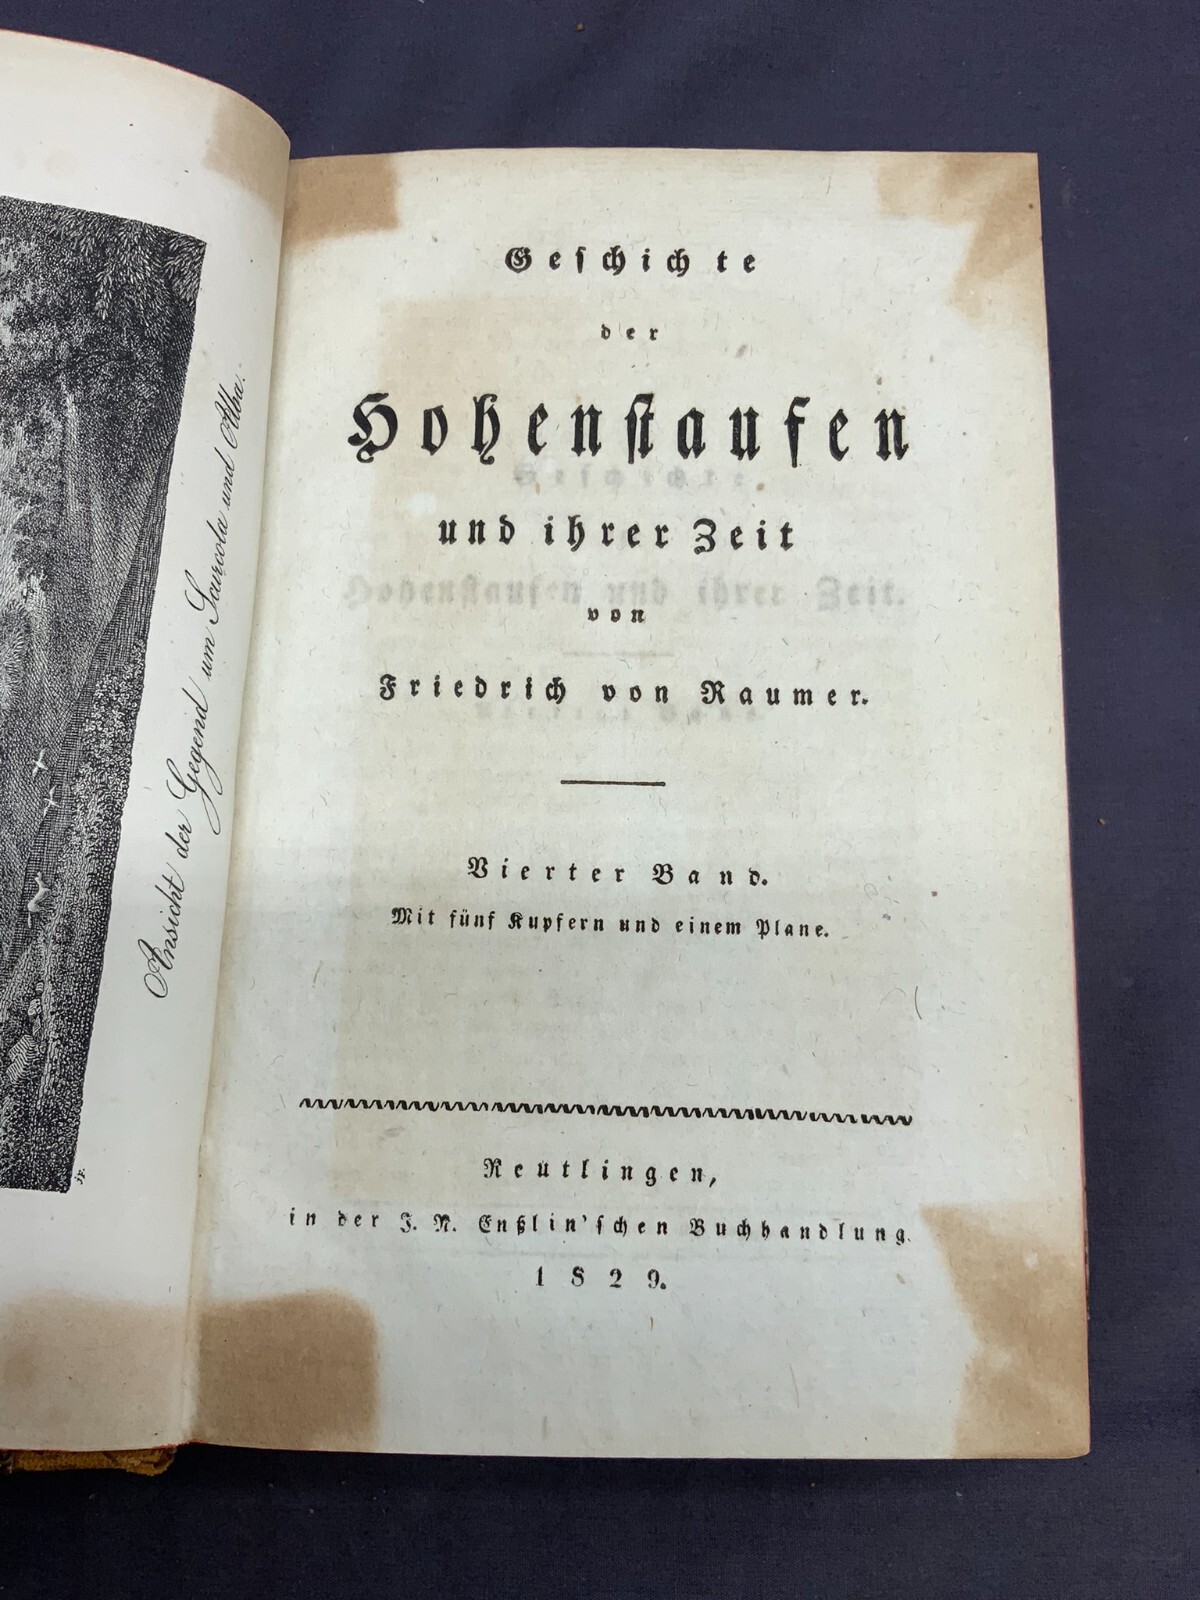 Ansicht der Gegend um Scurcola und Alba.
Geschichte
der
Hohenstaufen
und ihrer Zeit
von
Friedrich von Raumer.
Vierter Band.
Mit fünf Kupfern und einem Plane.
Reutlingen,
in der J. N. Enßlin'schen Buchhandlung.
1829.